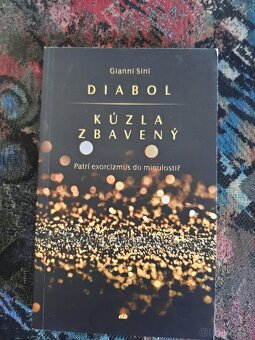 Gianni Sini
DIABOL
KÚZLA
ZBAVENÝ
Patrí exorcizmus do minulosti?